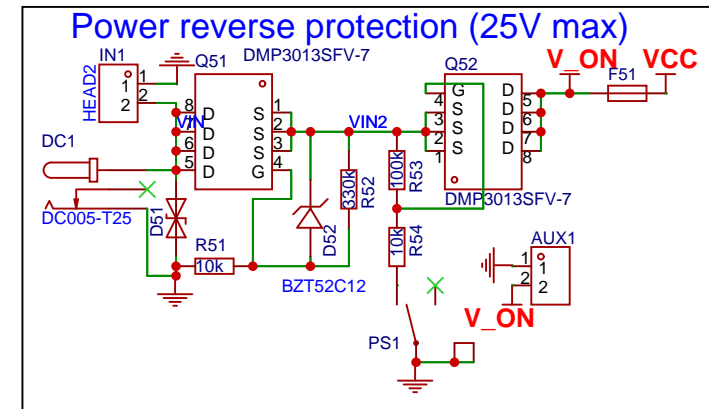 Power reverse protection (25V max)
IN1
HEAD2
1
2
1
2
Q51
DMP3013SFV-7
8
7
6
5
D
D
D
D
S
S
S
G
1
2
3
4
VIN
VIN2
DC1
DC005-T25
D51
R51
10k
D52
BZT52C12
330k
R52
100k
R53
10k
R54
Q52
4
3
2
1
G
S
S
S
D
D
D
D
5
6
7
8
DMP3013SFV-7
V_ON
VCC
F51
AUX1
1
2
1
2
V_ON
PS1